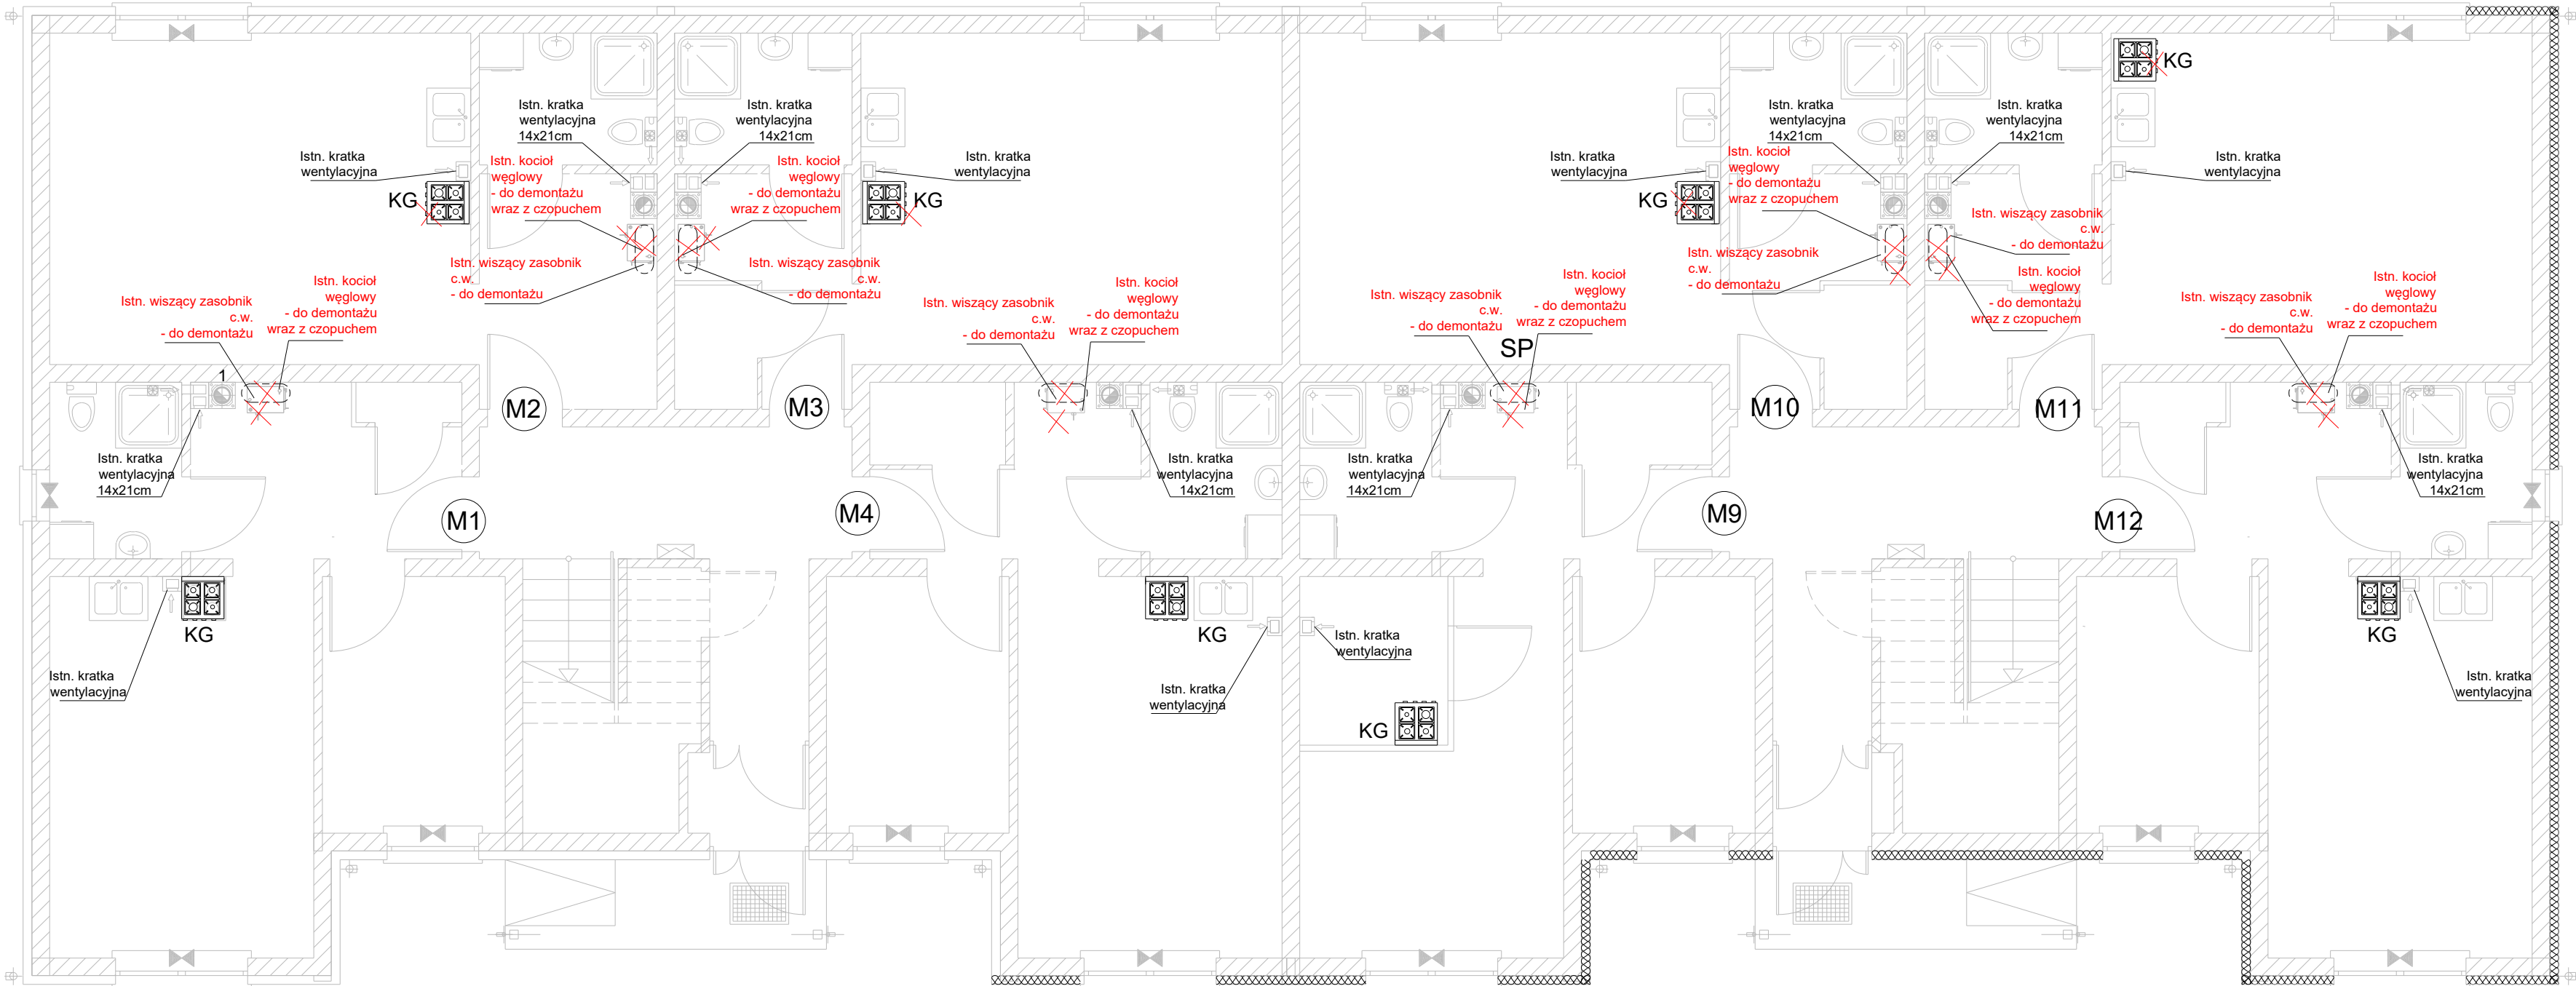 Istn. kratka
wentylacyjna
KG
Istn. kratka
wentylacyjna
14x21cm
Istn. kocioł
węglowy
- do demontażu
wraz z czopuchem
Istn. wiszący zasobnik
c.w.
- do demontażu
Istn. kratka
wentylacyjna
14x21cm
Istn. kocioł
węglowy
- do demontażu
wraz z czopuchem
Istn. wiszący zasobnik
c.w.
- do demontażu
Istn. kratka
wentylacyjna
KG
Istn. kratka
wentylacyjna
KG
Istn. kratka
wentylacyjna
14x21cm
Istn. kocioł
węglowy
- do demontażu
wraz z czopuchem
Istn. wiszący zasobnik
c.w.
- do demontażu
Istn. kratka
wentylacyjna
14x21cm
Istn. wiszący zasobnik
c.w.
- do demontażu
Istn. kocioł
węglowy
- do demontażu
wraz z czopuchem
KG
Istn. kratka
wentylacyjna
Istn. wiszący zasobnik
c.w.
- do demontażu
Istn. kocioł
węglowy
- do demontażu
wraz z czopuchem
Istn. wiszący zasobnik
c.w.
- do demontażu
Istn. kocioł
węglowy
- do demontażu
wraz z czopuchem
Istn. wiszący zasobnik
c.w.
- do demontażu
Istn. kocioł
węglowy
- do demontażu
wraz z czopuchem
SP
Istn. wiszący zasobnik
c.w.
- do demontażu
Istn. kocioł
węglowy
- do demontażu
wraz z czopuchem
1
M2
M3
M10
M11
Istn. kratka
wentylacyjna
14x21cm
M1
M4
Istn. kratka
wentylacyjna
14x21cm
Istn. kratka
wentylacyjna
14x21cm
M9
M12
Istn. kratka
wentylacyjna
14x21cm
KG
KG
KG
Istn. kratka
wentylacyjna
Istn. kratka
wentylacyjna
Istn. kratka
wentylacyjna
KG
Istn. kratka
wentylacyjna